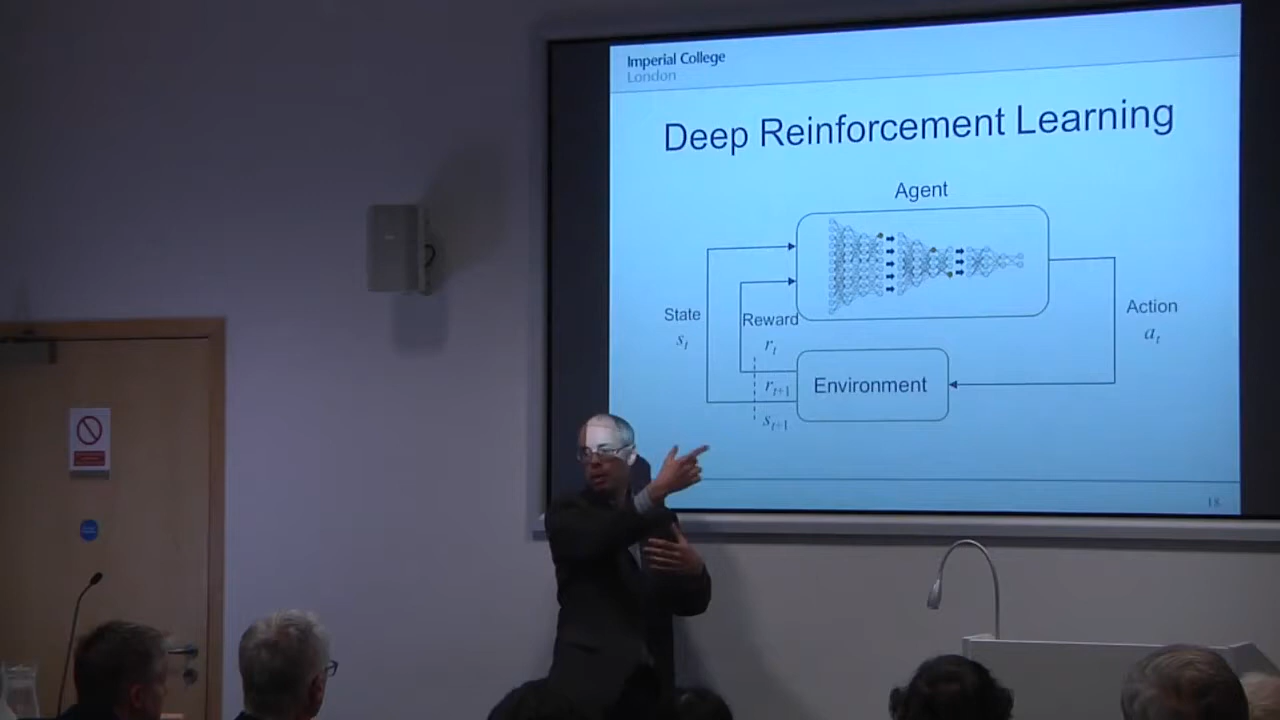 Imperial College
London
Deep Reinforcement Learning
Agent
State
s_t
Reward
r_t
r_{t+1}
s_{t+1}
Environment
Action
a_t
18